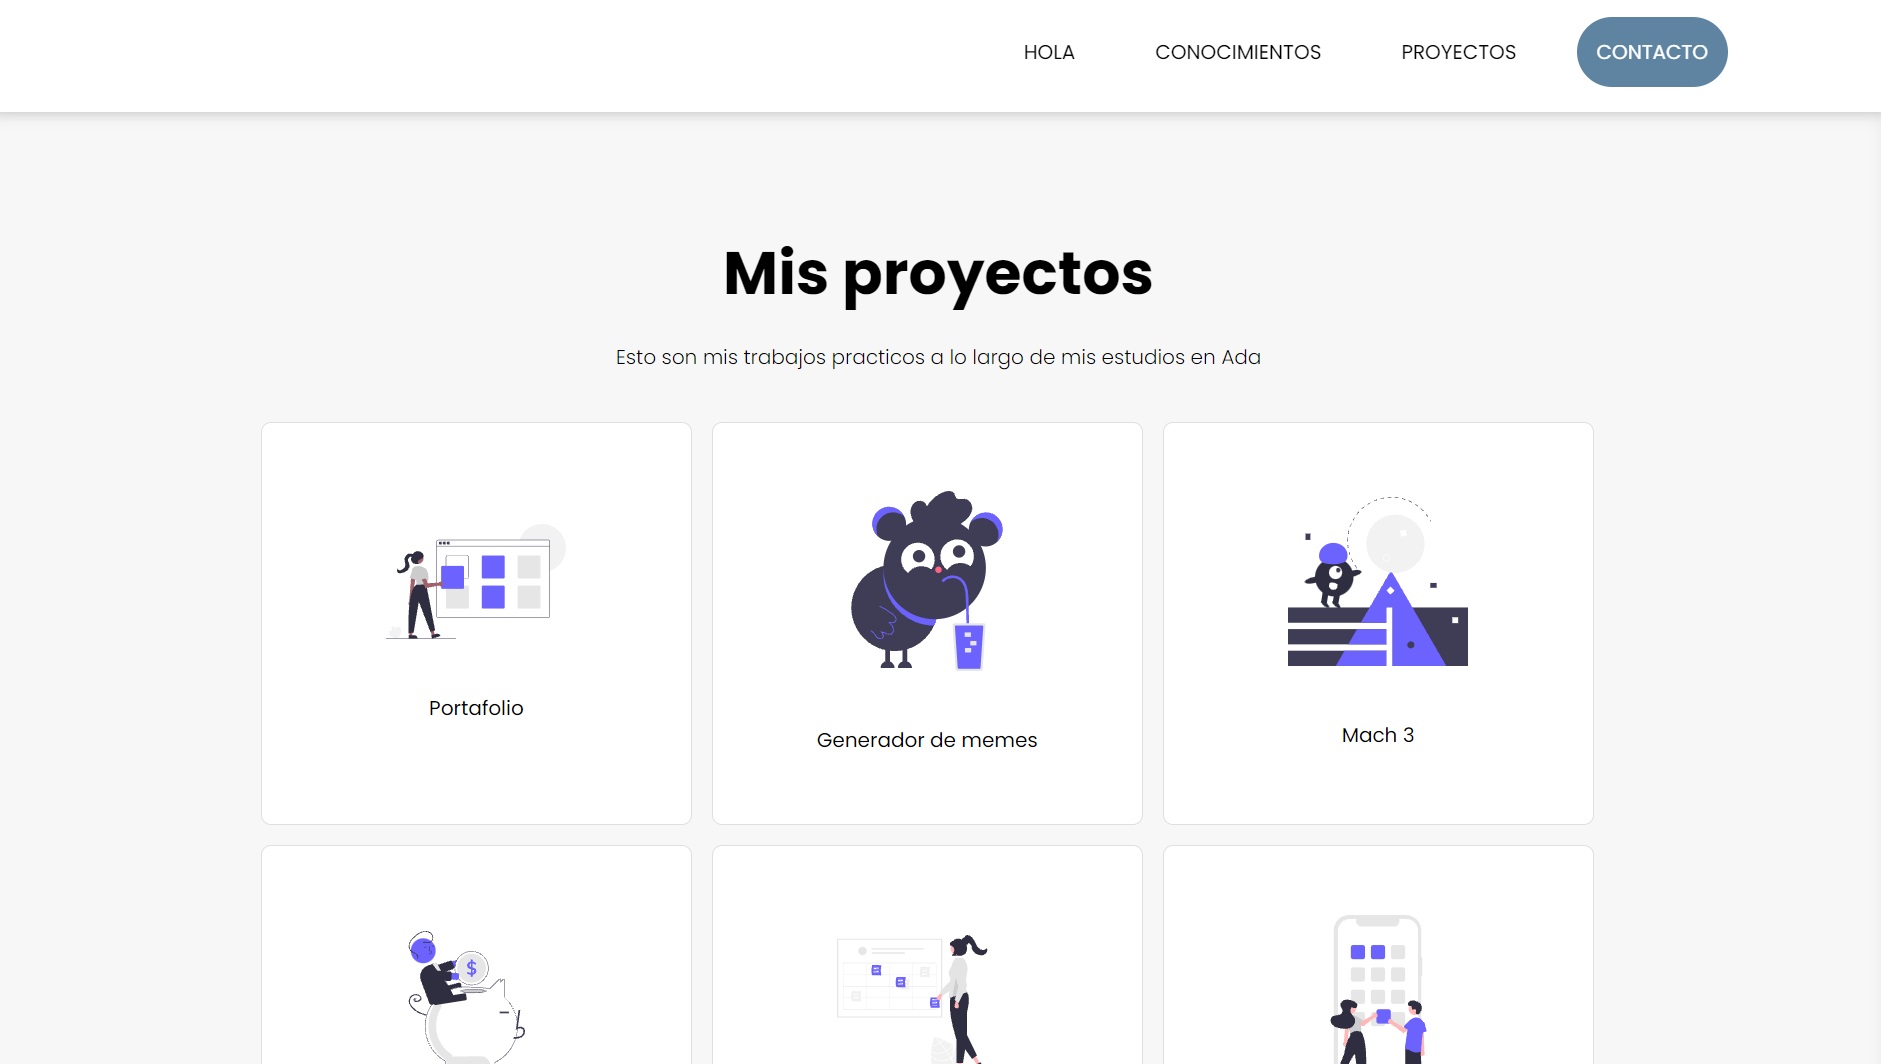 HOLA CONOCIMIENTOS PROYECTOS CONTACTO
Mis proyectos
Esto son mis trabajos practicos a lo largo de mis estudios en Ada
Portafolio
Generador de memes
Mach 3
$